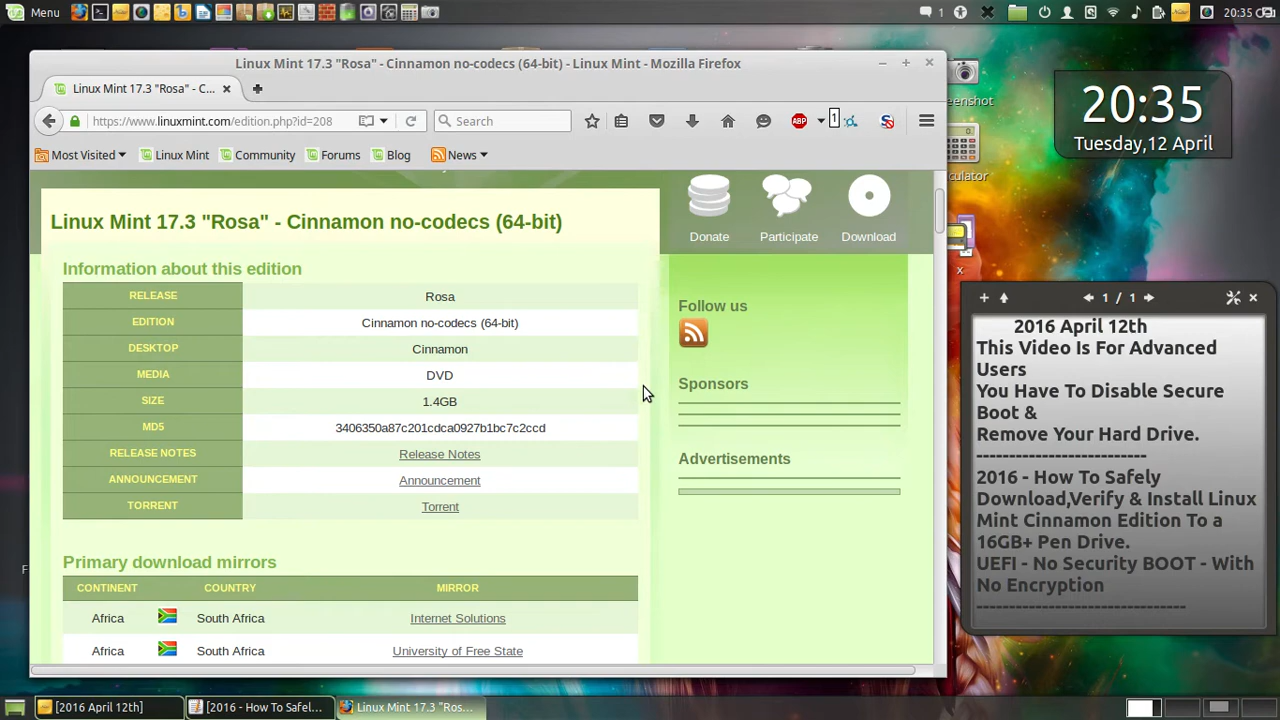 Menu
1
20:35
Linux Mint 17.3 "Rosa" - Cinnamon no-codecs (64-bit) - Linux Mint - Mozilla Firefox
Linux Mint 17.3 "Rosa" - C...
https://www.linuxmint.com/edition.php?id=208
Search
ABP
1
Most Visited
Linux Mint
Community
Forums
Blog
News
Linux Mint 17.3 "Rosa" - Cinnamon no-codecs (64-bit)
Information about this edition
RELEASE Rosa
EDITION Cinnamon no-codecs (64-bit)
DESKTOP Cinnamon
MEDIA DVD
SIZE 1.4GB
MD5 3406350a87c201cdca0927b1bc7c2ccd
RELEASE NOTES Release Notes
ANNOUNCEMENT Announcement
TORRENT Torrent
Primary download mirrors
CONTINENT COUNTRY MIRROR
Africa South Africa Internet Solutions
Africa South Africa University of Free State
Donate
Participate
Download
Follow us
Sponsors
Advertisements
eenshot
culator
x
20:35
Tuesday,12 April
1 / 1
2016 April 12th
This Video Is For Advanced
Users
You Have To Disable Secure
Boot &
Remove Your Hard Drive.
--------------------------
2016 - How To Safely
Download,Verify & Install Linux
Mint Cinnamon Edition To a
16GB+ Pen Drive.
UEFI - No Security BOOT - With
No Encryption
--------------------------------
[2016 April 12th]
[2016 - How To Safel...
Linux Mint 17.3 "Ros...